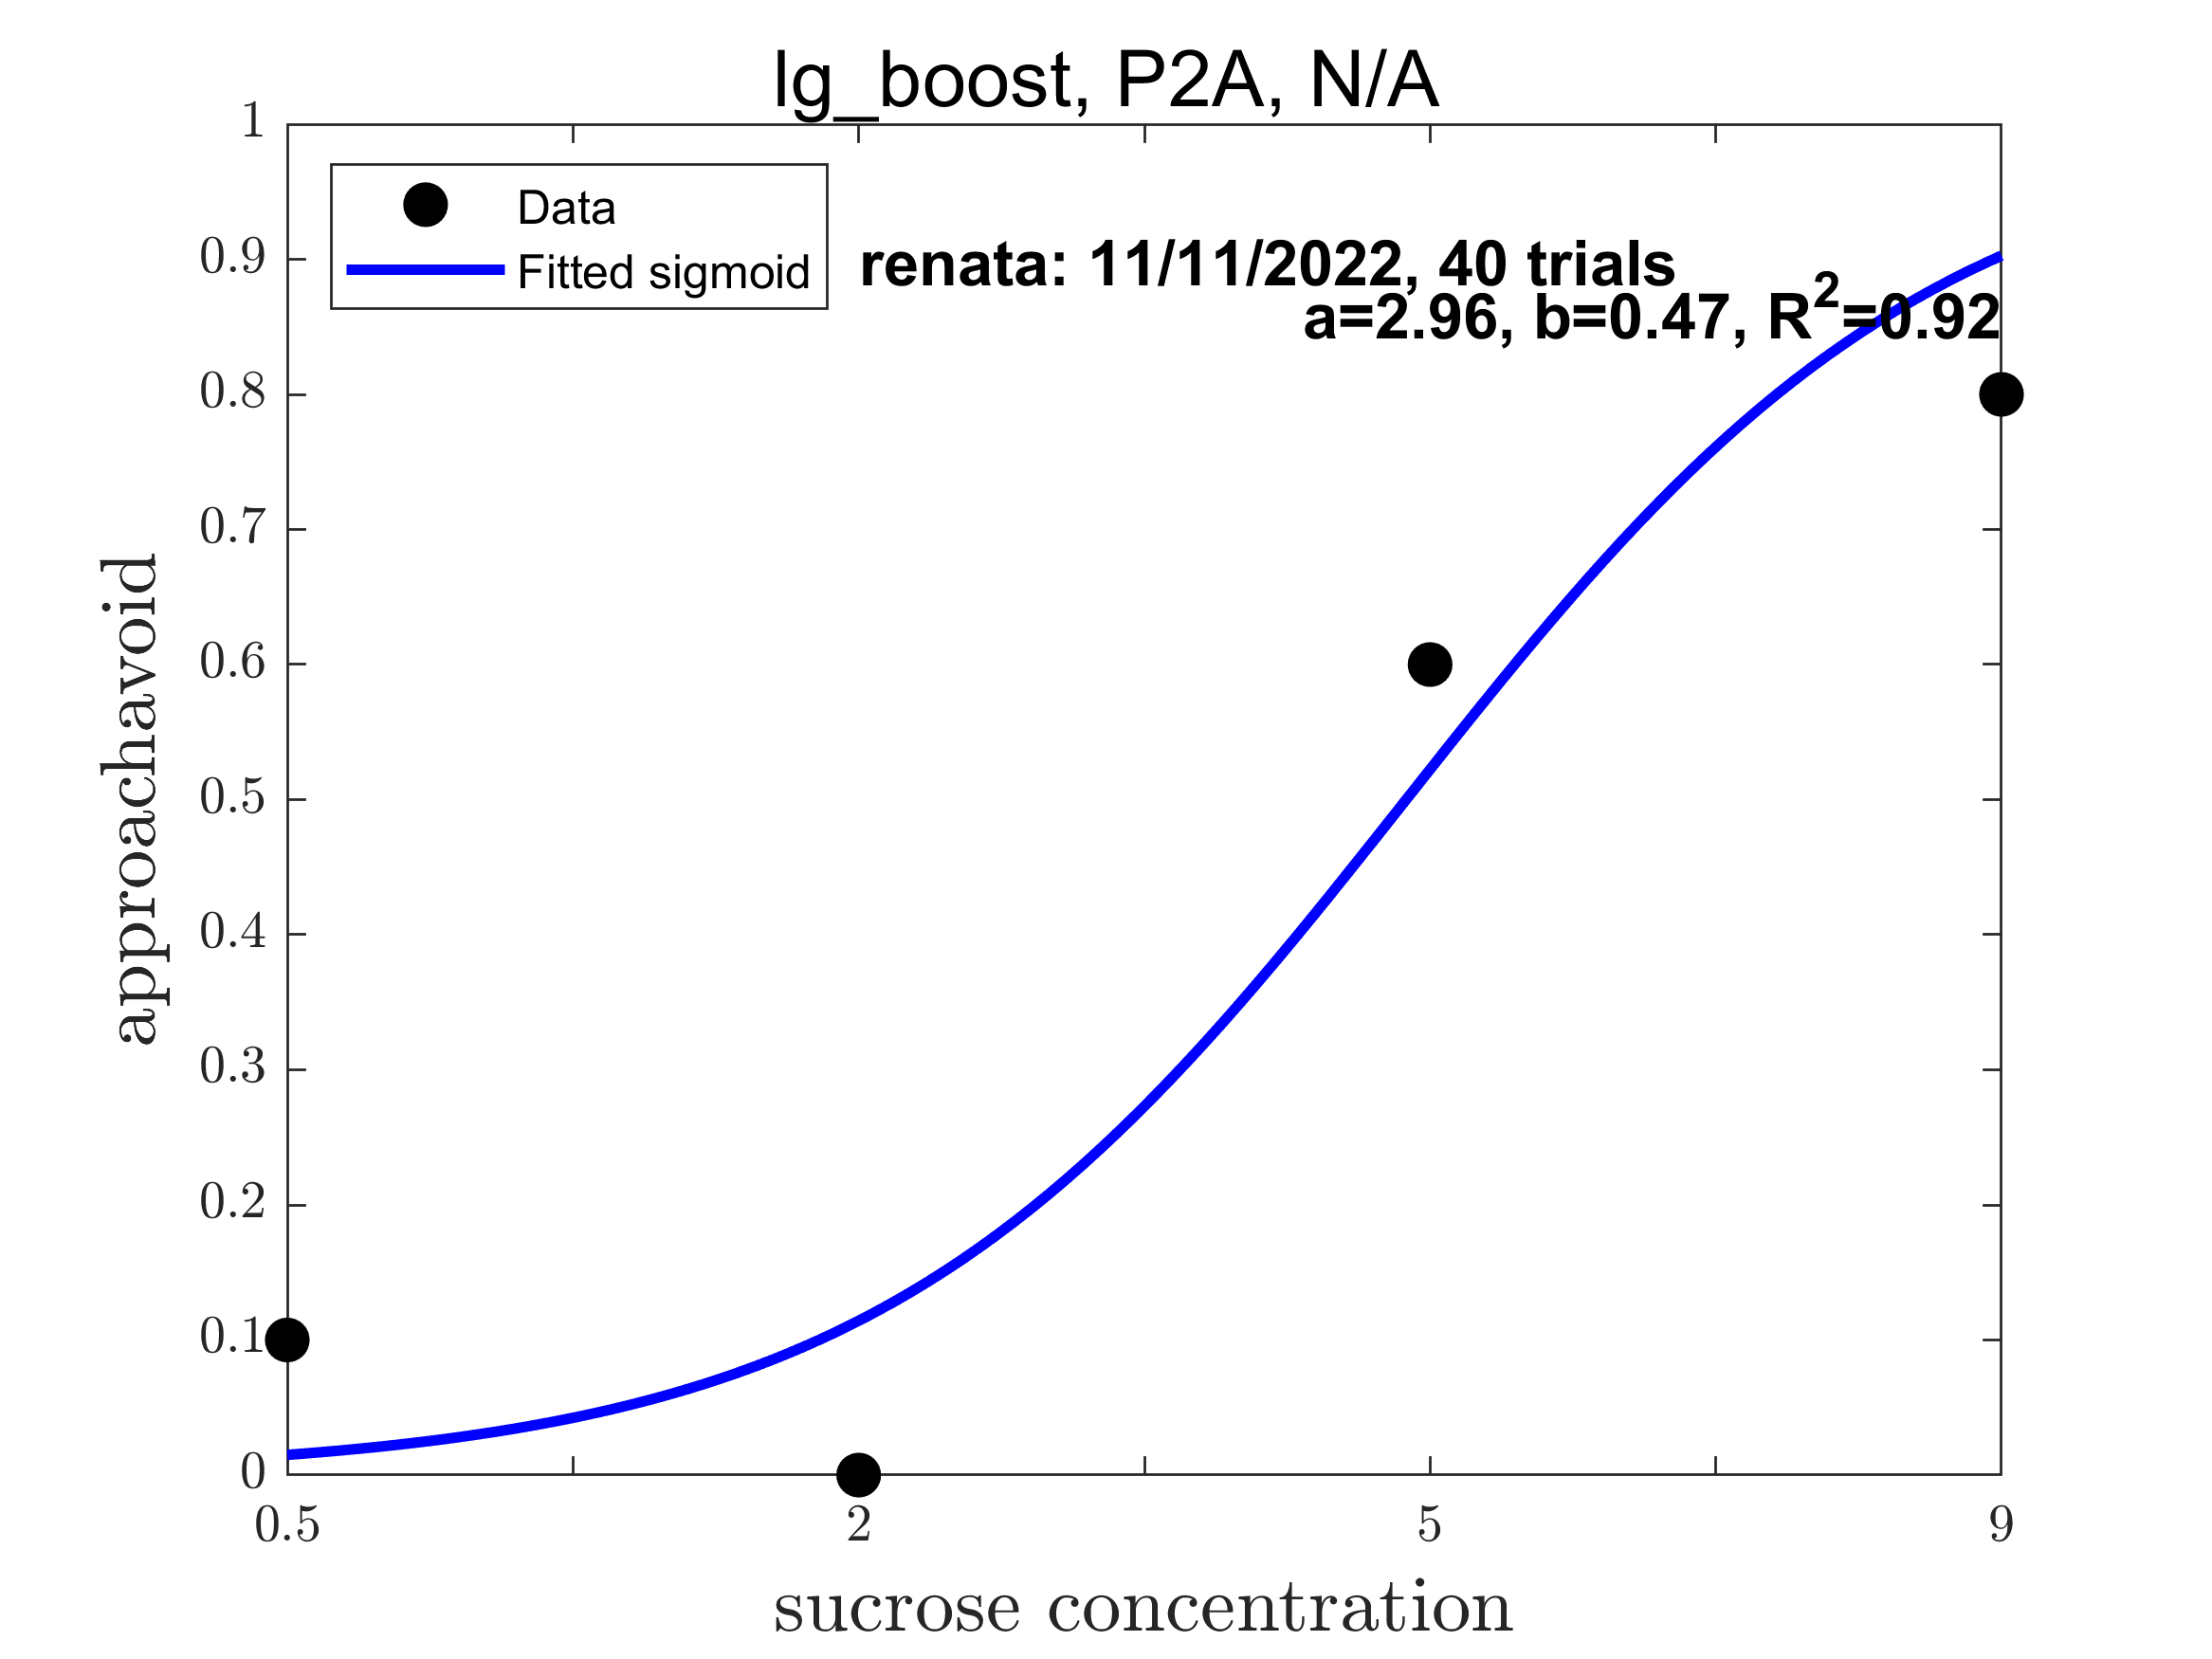 lg_boost, P2A, N/A
1
Data
Fitted sigmoid
renata: 11/11/2022, 40 trials
a=2.96, b=0.47, R²=0.92
0.9
0.8
0.7
0.6
0.5
0.4
0.3
0.2
0.1
0
approachavoid
0.5 2 5 9
sucrose concentration